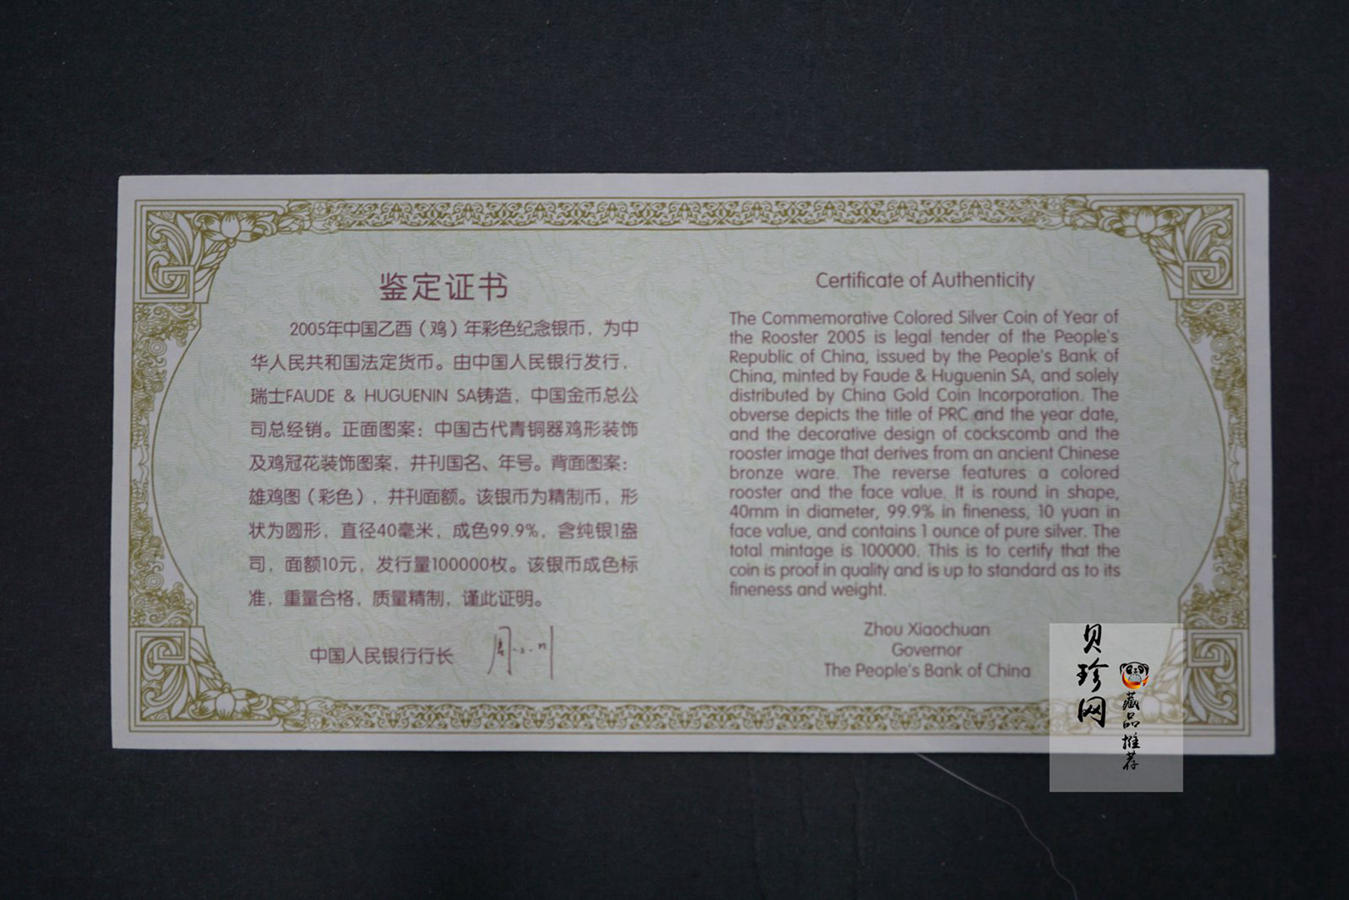 鉴定证书
2005年中国乙酉（鸡）年彩色纪念银币，为中
华人民共和国法定货币。由中国人民银行发行，
瑞士FAUDE & HUGUENIN SA铸造，中国金币总公
司总经销。正面图案：中国古代青铜器鸡形装饰
及鸡冠花装饰图案，并刊国名、年号。背面图案：
雄鸡图（彩色），并刊面额。该银币为精制币，形
状为圆形，直径40毫米，成色99.9%，含纯银1盎
司，面额10元，发行量100000枚。该银币成色标
准，重量合格，质量精制，谨此证明。
中国人民银行行长
Certificate of Authenticity
The Commemorative Colored Silver Coin of Year of
the Rooster 2005 is legal tender of the People's
Republic of China, issued by the People's Bank of
China, minted by Faude & Huguenin SA, and solely
distributed by China Gold Coin Incorporation. The
obverse depicts the title of PRC and the year date,
and the decorative design of cockscomb and the
rooster image that derives from an ancient Chinese
bronze ware. The reverse features a colored
rooster and the face value. It is round in shape,
40mm in diameter, 99.9% in fineness, 10 yuan in
face value, and contains 1 ounce of pure silver. The
total mintage is 100000. This is to certify that the
coin is proof in quality and is up to standard as to its
fineness and weight.
Zhou Xiaochuan
Governor
The People's Bank of China
贝珍网
藏品推荐